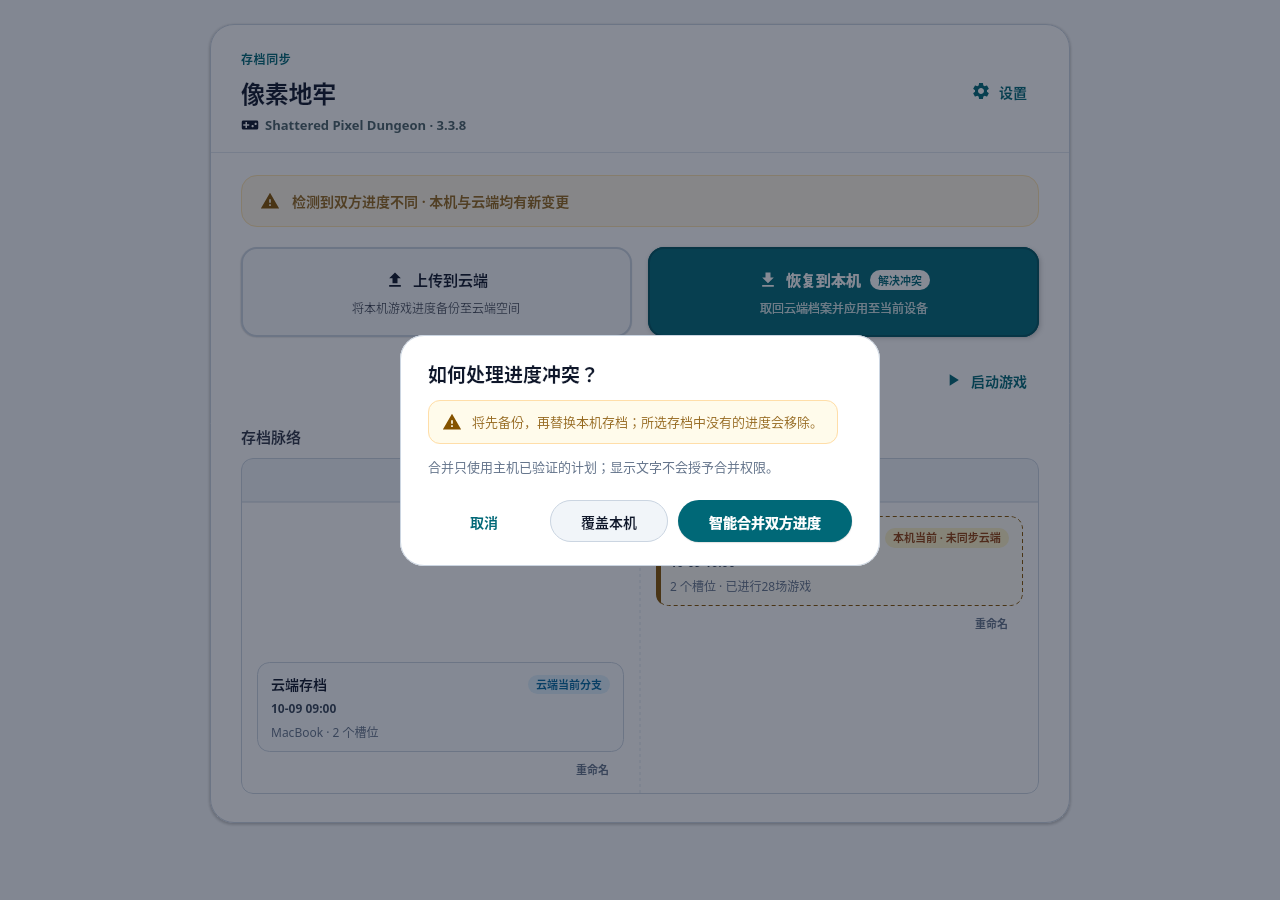 存档同步
像素地牢
Shattered Pixel Dungeon · 3.3.8
设置
检测到双方进度不同 · 本机与云端均有新变更
上传到云端
将本机游戏进度备份至云端空间
恢复到本机 解决冲突
取回云端档案并应用至当前设备
启动游戏
存档脉络
如何处理进度冲突？
将先备份，再替换本机存档；所选存档中没有的进度会移除。
合并只使用主机已验证的计划；显示文字不会授予合并权限。
取消
覆盖本机
智能合并双方进度
本机当前 · 未同步云端
2 个槽位 · 已进行28场游戏
重命名
云端存档
云端当前分支
10-09 09:00
MacBook · 2 个槽位
重命名